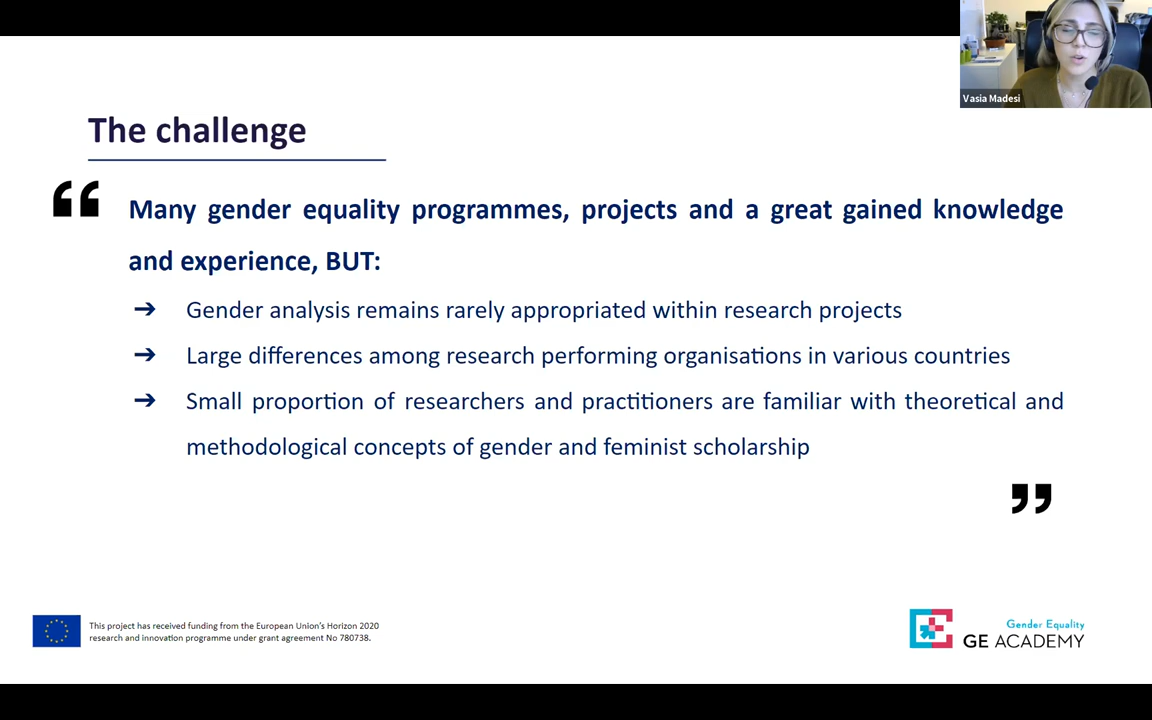 Vasia Madesi
The challenge
“ Many gender equality programmes, projects and a great gained knowledge
and experience, BUT:
➔ Gender analysis remains rarely appropriated within research projects
➔ Large differences among research performing organisations in various countries
➔ Small proportion of researchers and practitioners are familiar with theoretical and
methodological concepts of gender and feminist scholarship
”
This project has received funding from the European Union’s Horizon 2020
research and innovation programme under grant agreement No 780738.
Gender Equality
GE ACADEMY